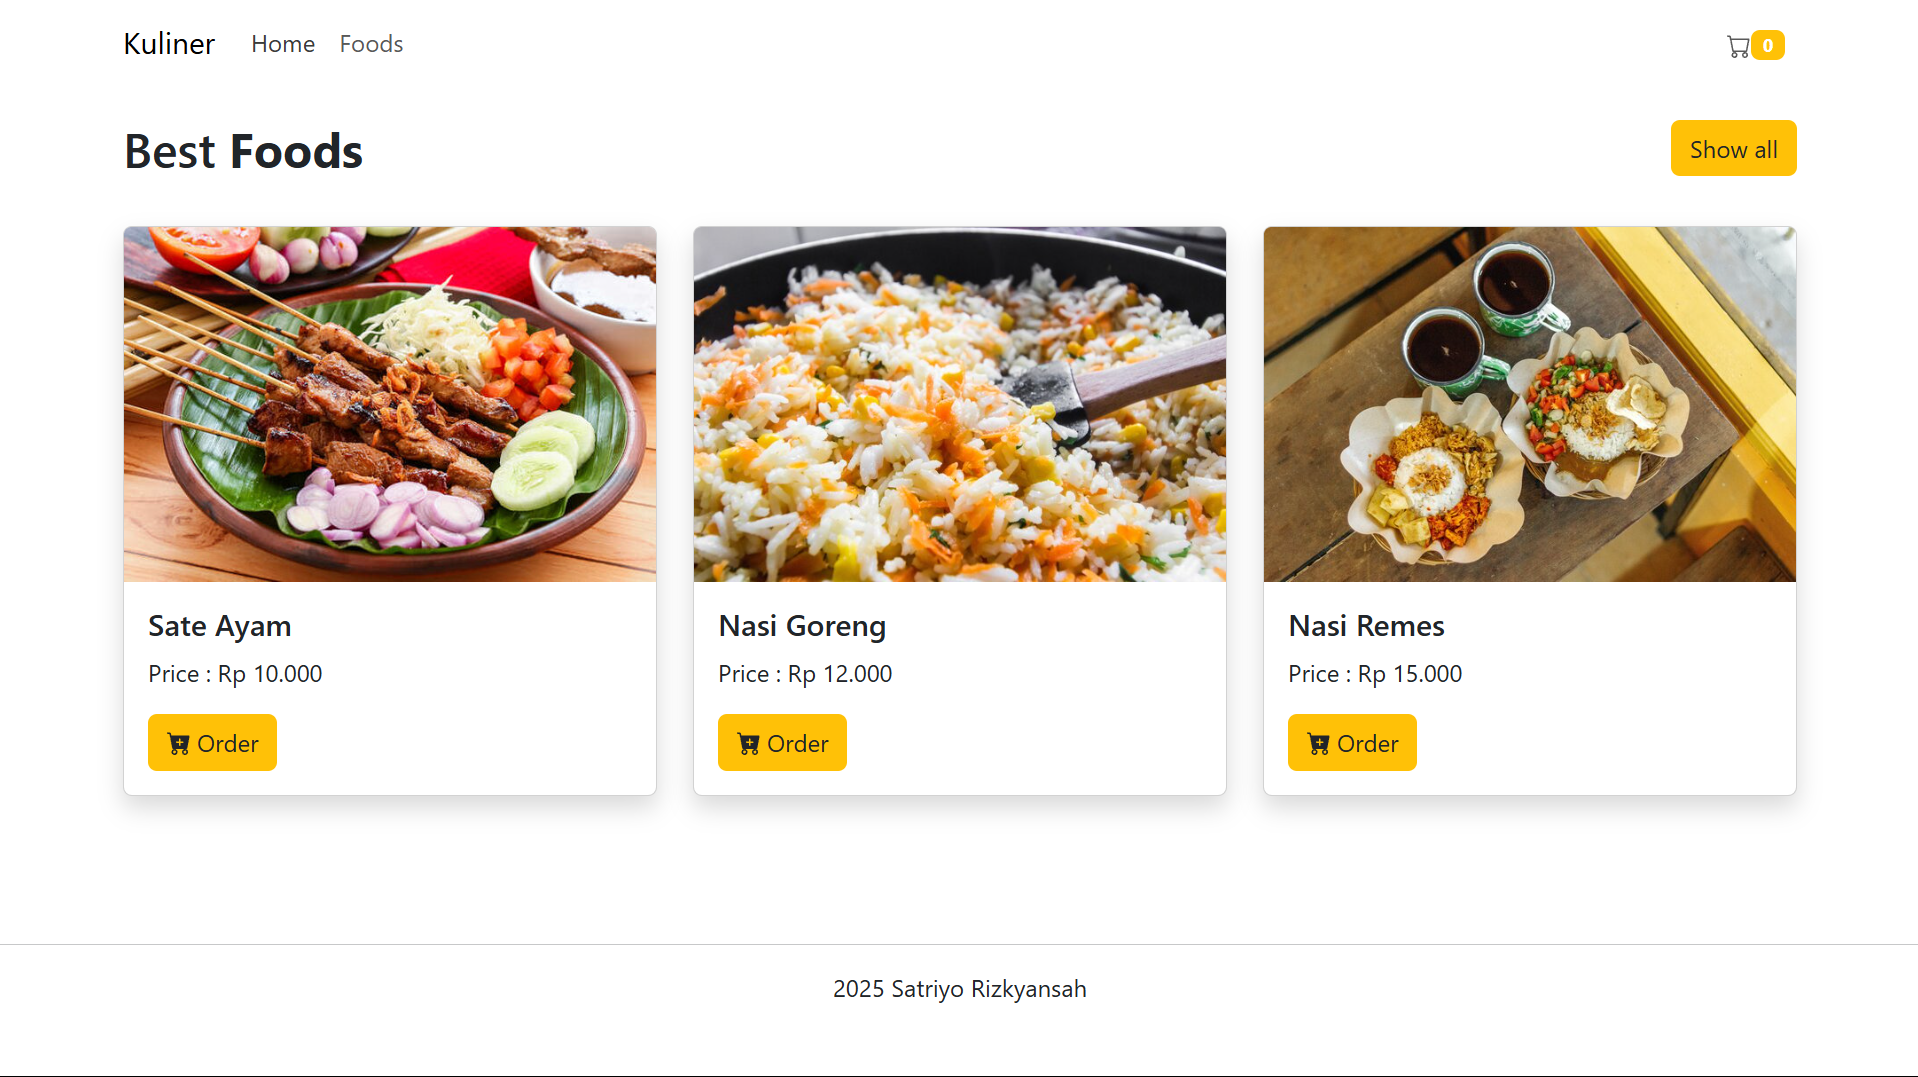 Kuliner Home Foods 0
Best Foods Show all
Sate Ayam
Price : Rp 10.000
Order
Nasi Goreng
Price : Rp 12.000
Order
Nasi Remes
Price : Rp 15.000
Order
2025 Satriyo Rizkyansah